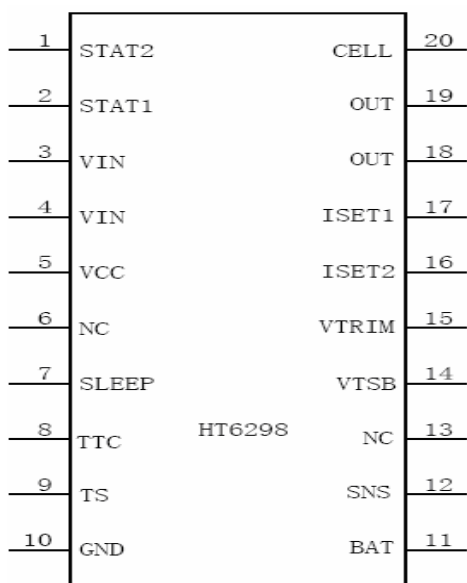 1 STAT2 CELL 20
2 STAT1 OUT 19
3 VIN OUT 18
4 VIN ISET1 17
5 VCC ISET2 16
6 NC VTRIM 15
7 SLEEP VTSB 14
8 TTC HT6298 NC 13
9 TS SNS 12
10 GND BAT 11